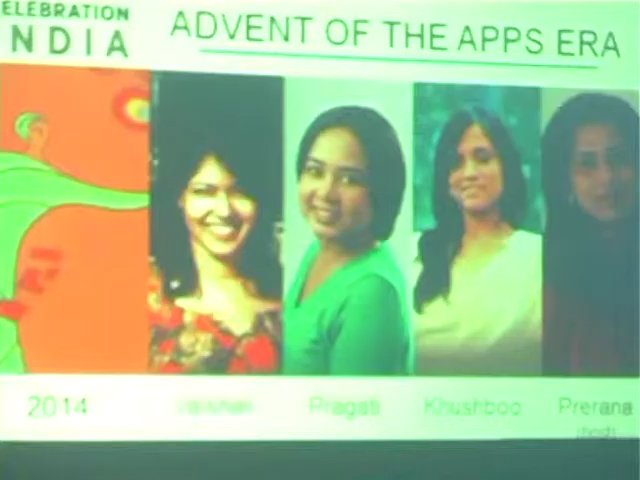 ELEBRATION
NDIA
ADVENT OF THE APPS ERA
2014
Pragati
Khushboo
Prerana